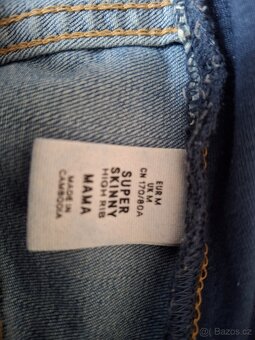 EUR M
UK M
CN 170/80A
SUPER
SKINNY
HIGH RIB
MAMA
MADE IN
CAMBODIA
Bazos.cz